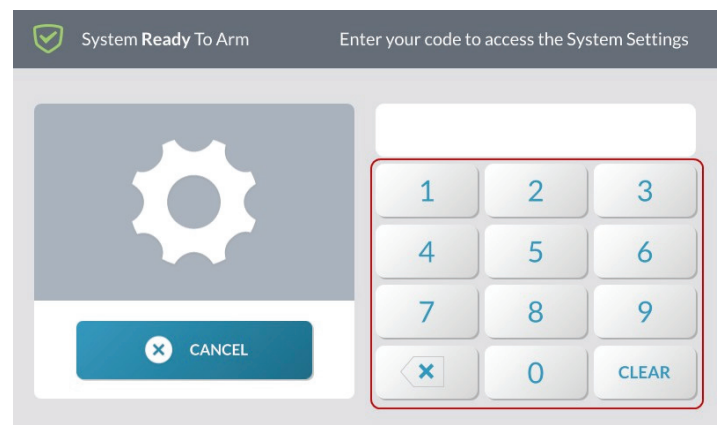 System Ready To Arm
Enter your code to access the System Settings
1 2 3
4 5 6
7 8 9
CANCEL
0 CLEAR